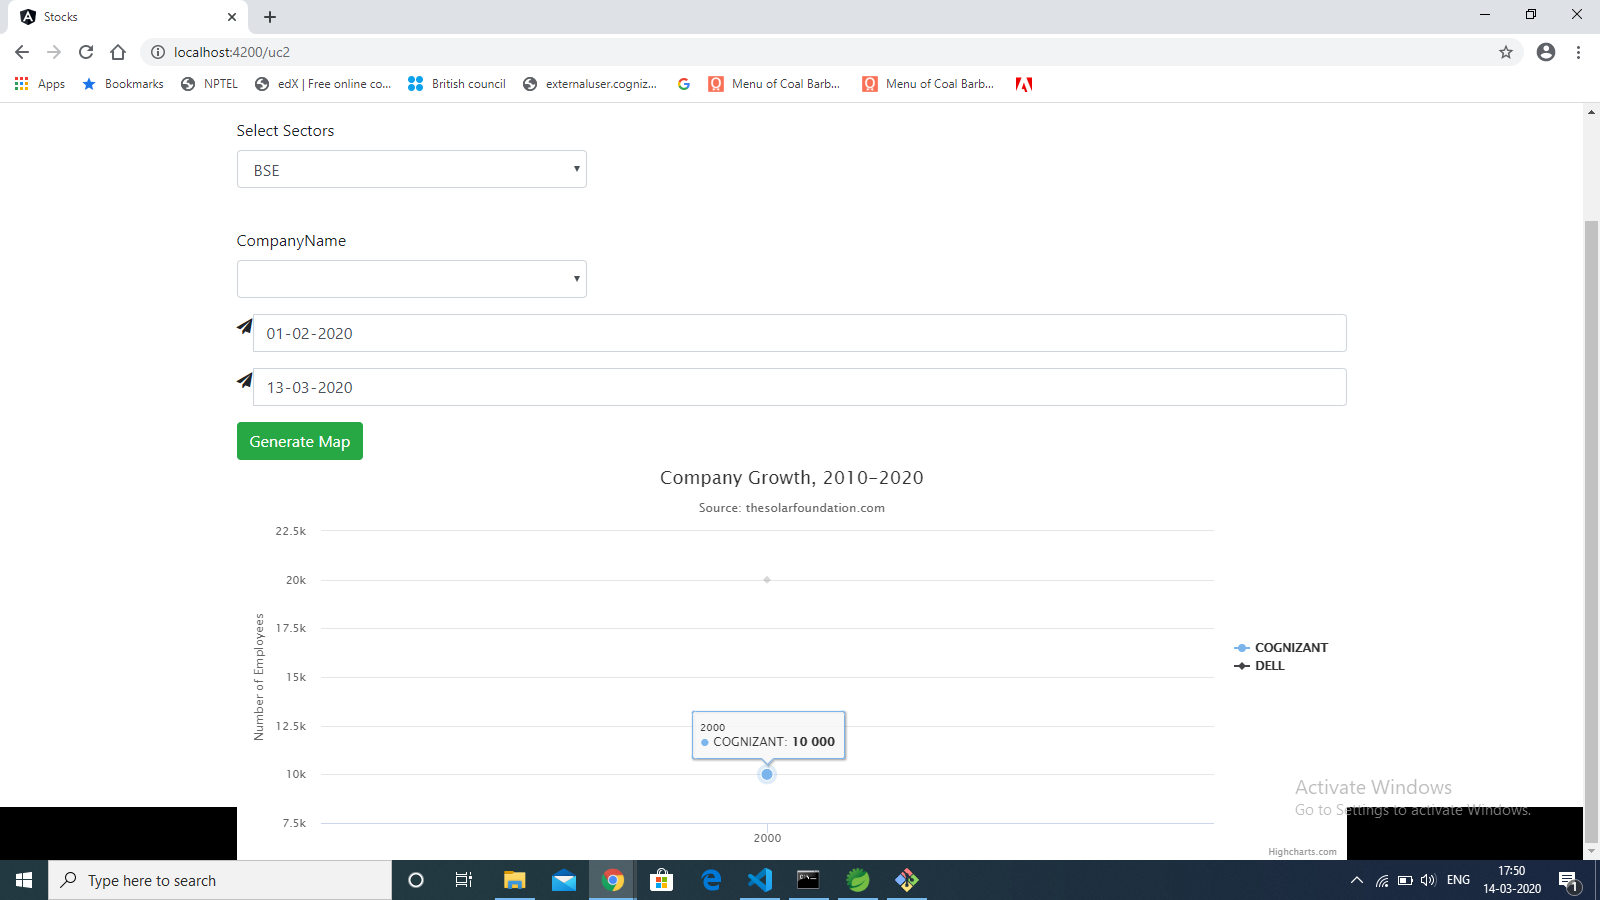 Stocks
localhost:4200/uc2
Apps Bookmarks NPTEL edX | Free online co... British council externaluser.cogniz... Menu of Coal Barb... Menu of Coal Barb...
Select Sectors
BSE
CompanyName
01-02-2020
13-03-2020
Generate Map
Company Growth, 2010-2020
Source: thesolarfoundation.com
22.5k
20k
17.5k
15k
12.5k
10k
7.5k
Number of Employees
COGNIZANT
DELL
2000
COGNIZANT: 10 000
2000
Highcharts.com
Activate Windows
Go to Settings to activate Windows.
Type here to search
ENG
17:50
14-03-2020
1